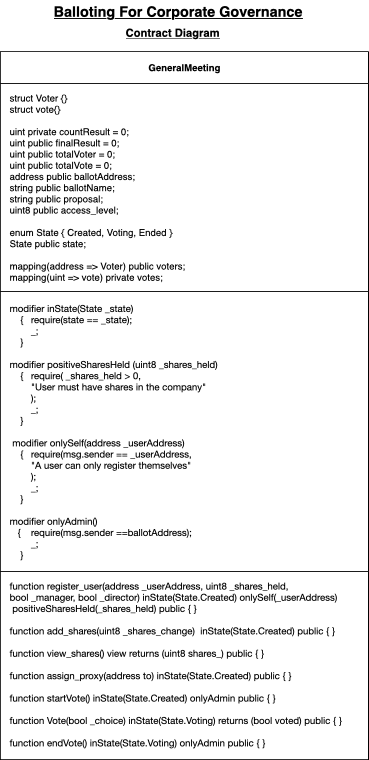 Balloting For Corporate Governance
Contract Diagram
GeneralMeeting
struct Voter {}
struct vote{}
uint private countResult = 0;
uint public finalResult = 0;
uint public totalVoter = 0;
uint public totalVote = 0;
address public ballotAddress;
string public ballotName;
string public proposal;
uint8 public access_level;
enum State { Created, Voting, Ended }
State public state;
mapping(address => Voter) public voters;
mapping(uint => vote) private votes;
modifier inState(State _state)
{ require(state == _state);
_;
}
modifier positiveSharesHeld (uint8 _shares_held)
{ require( _shares_held > 0,
"User must have shares in the company"
);
_;
}
modifier onlySelf(address _userAddress)
{ require(msg.sender == _userAddress,
"A user can only register themselves"
);
_;
}
modifier onlyAdmin()
{ require(msg.sender ==ballotAddress);
_;
}
function register_user(address _userAddress, uint8 _shares_held,
bool _manager, bool _director) inState(State.Created) onlySelf(_userAddress)
positiveSharesHeld(_shares_held) public { }
function add_shares(uint8 _shares_change) inState(State.Created) public { }
function view_shares() view returns (uint8 shares_) public { }
function assign_proxy(address to) inState(State.Created) public { }
function startVote() inState(State.Created) onlyAdmin public { }
function Vote(bool _choice) inState(State.Voting) returns (bool voted) public { }
function endVote() inState(State.Voting) onlyAdmin public { }